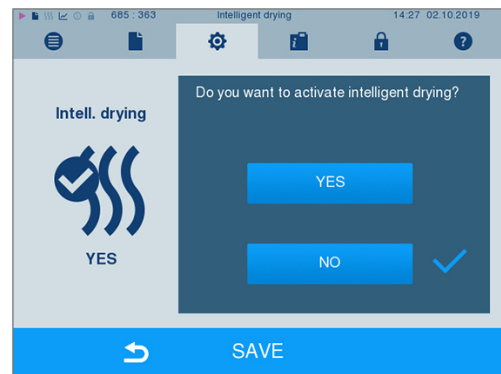 685 : 363 Intelligent drying 14:27 02.10.2019
i ?
Do you want to activate intelligent drying?
Intell. drying
YES
YES
NO
SAVE